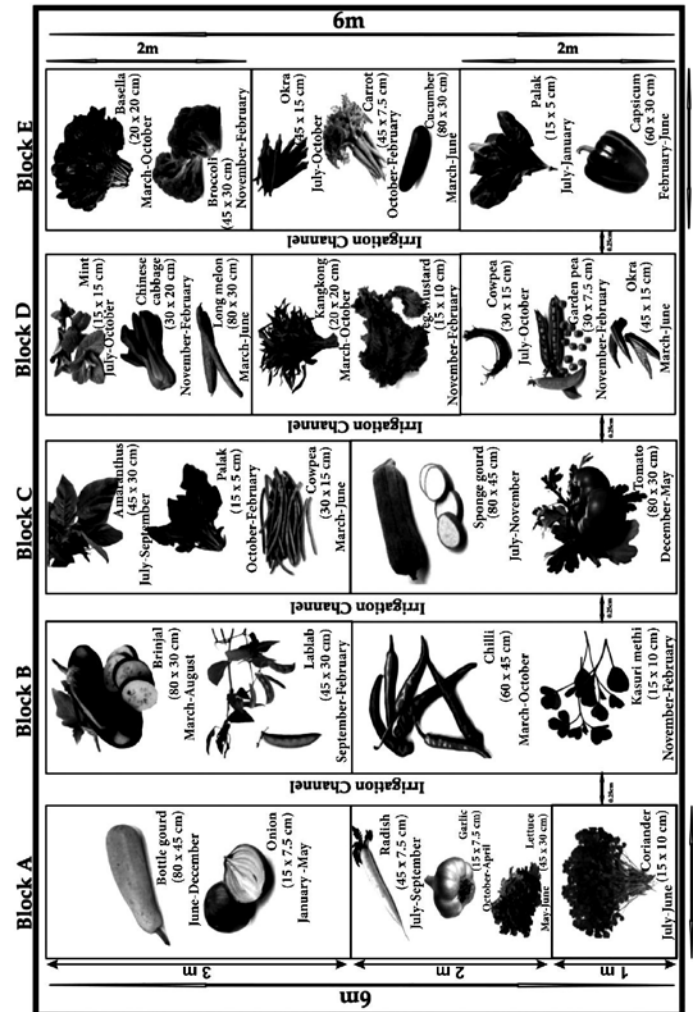 Block A
Bottle gourd
(80 x 45 cm)
June-December
Onion
(15 x 7.5 cm)
January -May
Radish
(45 x 7.5 cm)
July-September
Garlic
(15 x 7.5 cm)
October-April
Lettuce
(45 x 30 cm)
May-June
Coriander
(15 x 10 cm)
July-June
3 m
2 m
1 m
6m
Irrigation Channel
0.25cm
Block B
Brinjal
(80 x 30 cm)
March-August
Lablab
(45 x 30 cm)
September-February
Chilli
(60 x 45 cm)
March-October
Kasuri methi
(15 x 10 cm)
November-February
Irrigation Channel
0.25cm
Block C
Amaranthus
(45 x 30 cm)
July-September
Palak
(15 x 5 cm)
October-February
Cowpea
(30 x 15 cm)
March-June
Sponge gourd
(80 x 45 cm)
July-November
Tomato
(80 x 30 cm)
December-May
Irrigation Channel
0.25cm
Block D
Mint
(15 x 15 cm)
July-October
Chinese
cabbage
(30 x 20 cm)
November-February
Long melon
(80 x 30 cm)
March-June
Kangkong
(20 x 20 cm)
March-October
Mustard
(15 x 10 cm)
November-February
Cowpea
(30 x 15 cm)
July-October
Garden pea
(30 x 7.5 cm)
November-February
Okra
(45 x 15 cm)
March-June
Irrigation Channel
0.25cm
Block E
Basella
(20 x 20 cm)
March-October
Broccoli
(45 x 30 cm)
November-February
Okra
(45 x 15 cm)
July-October
Carrot
(45 x 7.5 cm)
October-February
Cucumber
(80 x 30 cm)
March-June
Palak
(15 x 5 cm)
July-January
Capsicum
(60 x 30 cm)
February-June
2m
2m
6m